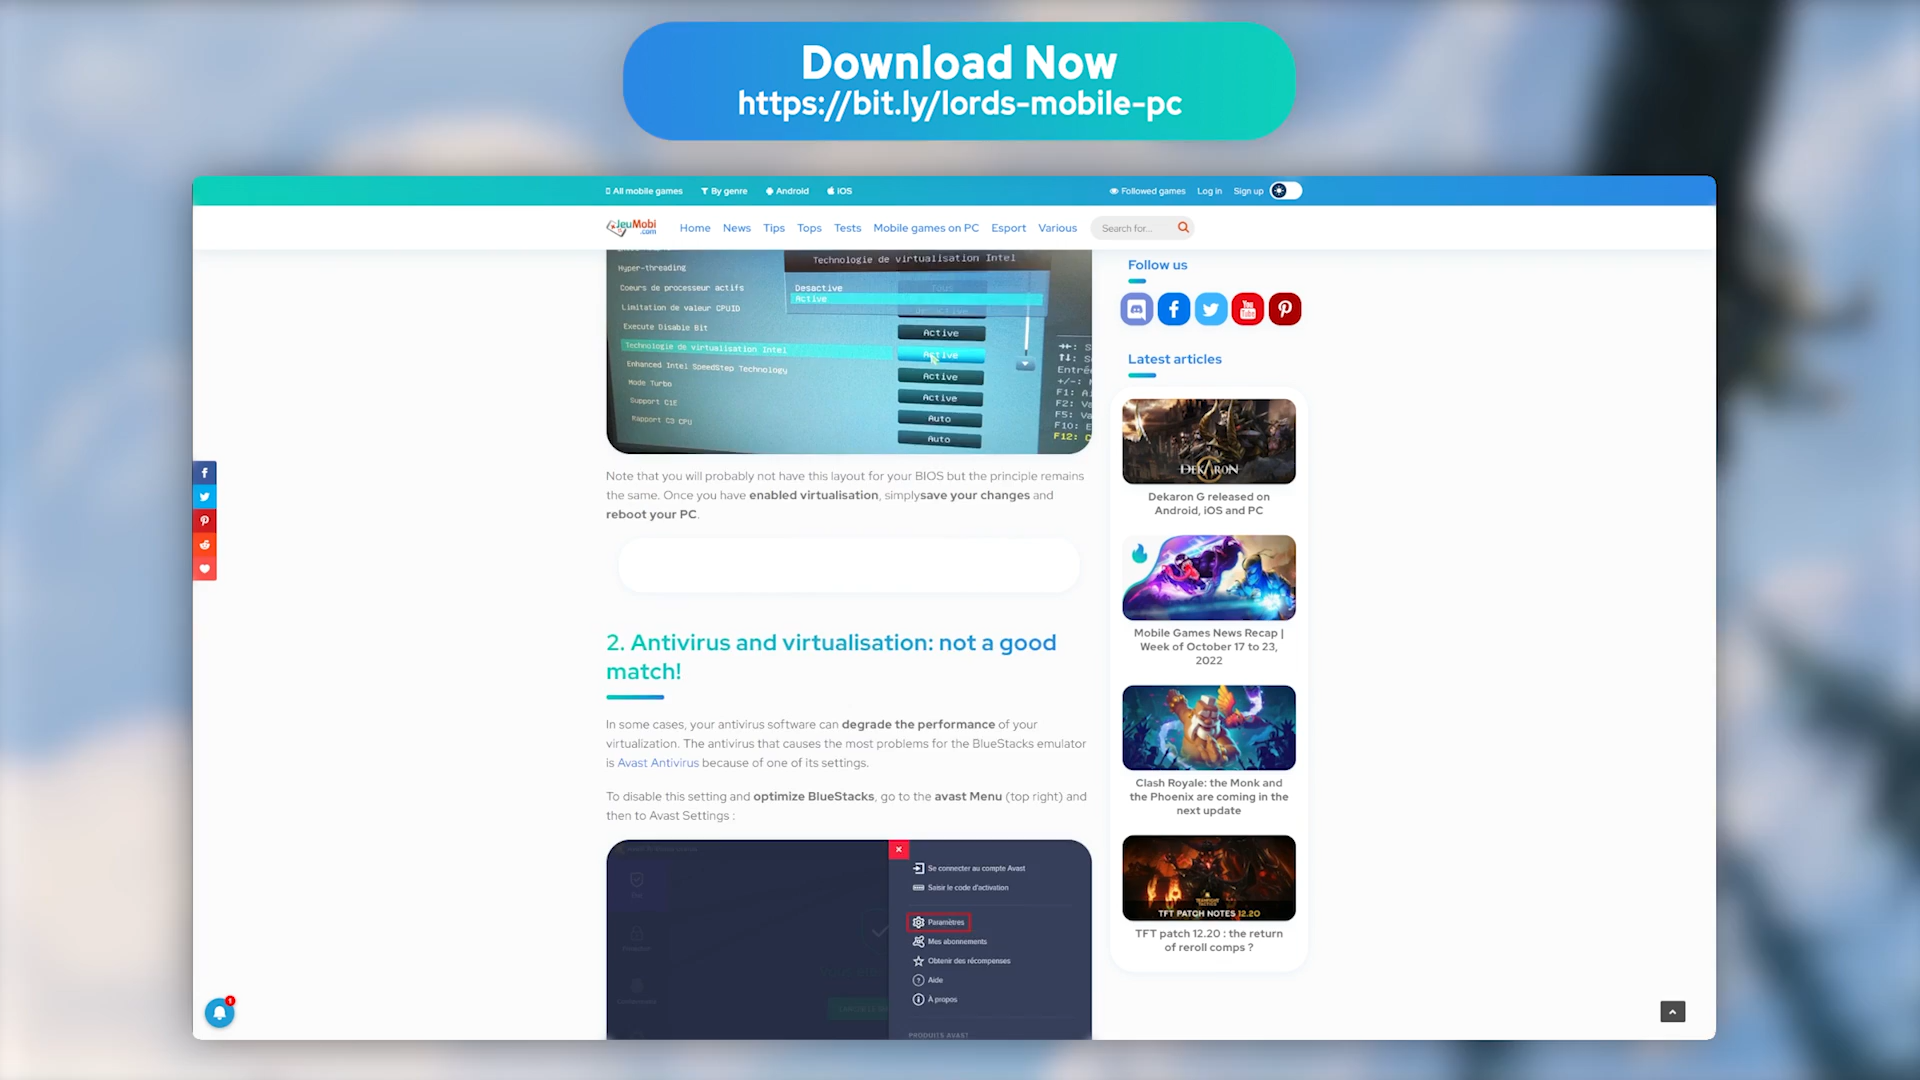 Download Now
https://bit.ly/lords-mobile-pc
All mobile games By genre Android iOS Followed games Log in Sign up
JeuMobi
.com
Home News Tips Tops Tests Mobile games on PC Esport Various Search for...
Technologie de virtualisation Intel
Hyper-threading
Coeurs de processeur actifs
Desactive
Active
Limitation de valeur CPUID
Execute Disable Bit
Active
Technologie de virtualisation Intel
Active
Enhanced Intel SpeedStep Technology
Active
Mode Turbo
Support C1E
Active
Rapport C3 CPU
Auto
Auto
Note that you will probably not have this layout for your BIOS but the principle remains
the same. Once you have enabled virtualisation, simplysave your changes and
reboot your PC.
2. Antivirus and virtualisation: not a good
match!
In some cases, your antivirus software can degrade the performance of your
virtualization. The antivirus that causes the most problems for the BlueStacks emulator
is Avast Antivirus because of one of its settings.
To disable this setting and optimize BlueStacks, go to the avast Menu (top right) and
then to Avast Settings :
Se connecter au compte Avast
Saisir le code d'activation
Paramètres
Mes abonnements
Obtenir des récompenses
Aide
À propos
PRODUITS AVAST
Follow us
You
Tube
Latest articles
DEKARON
Dekaron G released on
Android, iOS and PC
Mobile Games News Recap |
Week of October 17 to 23,
2022
Clash Royale: the Monk and
the Phoenix are coming in the
next update
TFT PATCH NOTES 12.20
TFT patch 12.20 : the return
of reroll comps ?
1